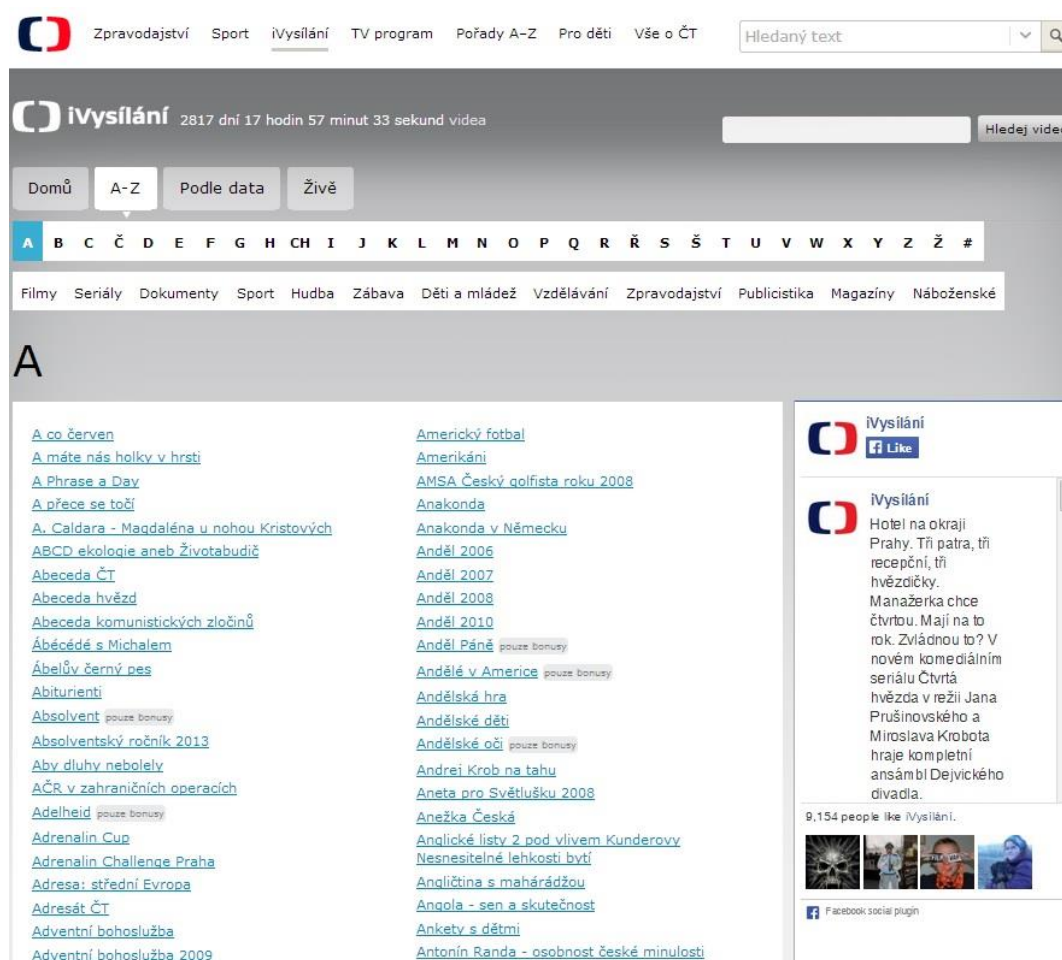 Zpravodajství Sport iVysílání TV program Pořady A–Z Pro děti Vše o ČT Hledaný text
iVysílání 2817 dní 17 hodin 57 minut 33 sekund videa
Hledej video
Domů A-Z Podle data Živě
A B C Č D E F G H CH I J K L M N O P Q R Ř S Š T U V W X Y Z Ž #
Filmy Seriály Dokumenty Sport Hudba Zábava Děti a mládež Vzdělávání Zpravodajství Publicistika Magazíny Náboženské
A
A co červen
A máte nás holky v hrsti
A Phrase a Day
A přece se točí
A. Caldara - Magdaléna u nohou Kristových
ABCD ekologie aneb Životabudič
Abeceda ČT
Abeceda hvězd
Abeceda komunistických zločinů
Ábécédé s Michalem
Ábelův černý pes
Abiturienti
Absolvent pouze bonusy
Absolventský ročník 2013
Aby dluhy nebolely
AČR v zahraničních operacích
Adelheid pouze bonusy
Adrenalin Cup
Adrenalin Challenge Praha
Adresa: střední Evropa
Adresát ČT
Adventní bohoslužba
Adventní bohoslužba 2009
Americký fotbal
Amerikáni
AMSA Český golfista roku 2008
Anakonda
Anakonda v Německu
Anděl 2006
Anděl 2007
Anděl 2008
Anděl 2010
Anděl Páně pouze bonusy
Andělé v Americe pouze bonusy
Andělská hra
Andělské děti
Andělské oči pouze bonusy
Andrej Krob na tahu
Aneta pro Světlušku 2008
Anežka Česká
Anglické listy 2 pod vlivem Kunderovy
Nesnesitelné lehkosti bytí
Angličtina s mahárádžou
Angola - sen a skutečnost
Ankety s dětmi
Antonín Randa - osobnost české minulosti
iVysílání
Like
iVysílání
Hotel na okraji
Prahy. Tři patra, tři
recepční, tři
hvězdičky.
Manažerka chce
čtvrtou. Mají na to
rok. Zvládnou to? V
novém komediálním
seriálu Čtvrtá
hvězda v režii Jana
Prušinovského a
Miroslava Krobota
hraje kompletní
ansámbl Dejvického
divadla.
9,154 people like iVysílání.
Facebook social plugin